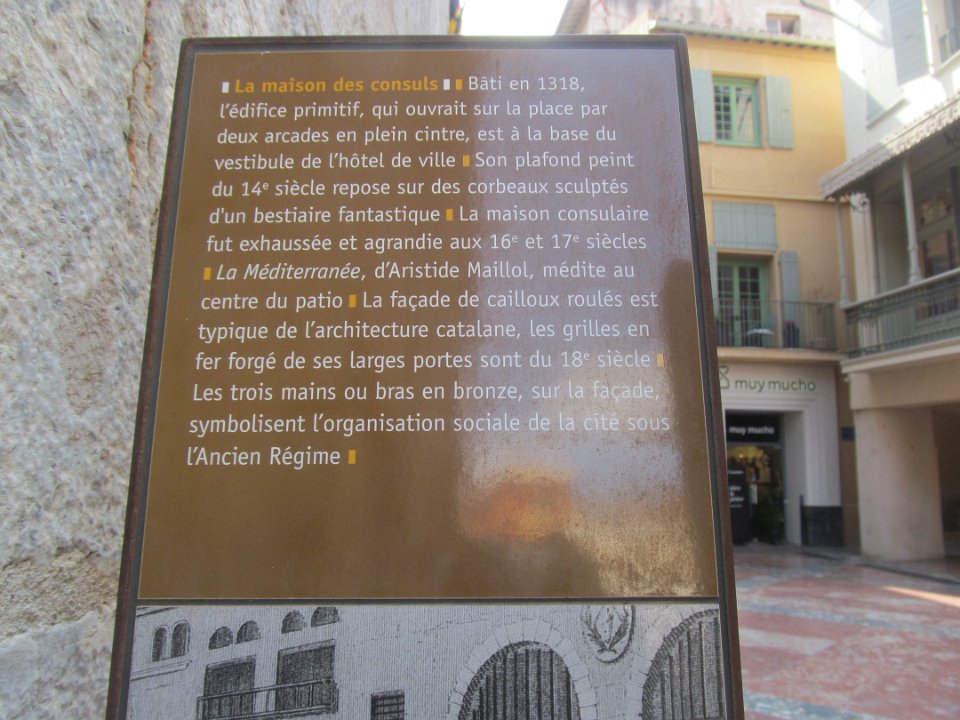 La maison des consuls Bâti en 1318,
l'édifice primitif, qui ouvrait sur la place par
deux arcades en plein cintre, est à la base du
vestibule de l'hôtel de ville Son plafond peint
du 14e siècle repose sur des corbeaux sculptés
d'un bestiaire fantastique La maison consulaire
fut exhaussée et agrandie aux 16e et 17e siècles
La Méditerranée, d'Aristide Maillol, médite au
centre du patio La façade de cailloux roulés est
typique de l'architecture catalane, les grilles en
fer forgé de ses larges portes sont du 18e siècle
Les trois mains ou bras en bronze, sur la façade,
symbolisent l'organisation sociale de la cité sous
l'Ancien Régime
muy mucho
muy mucho